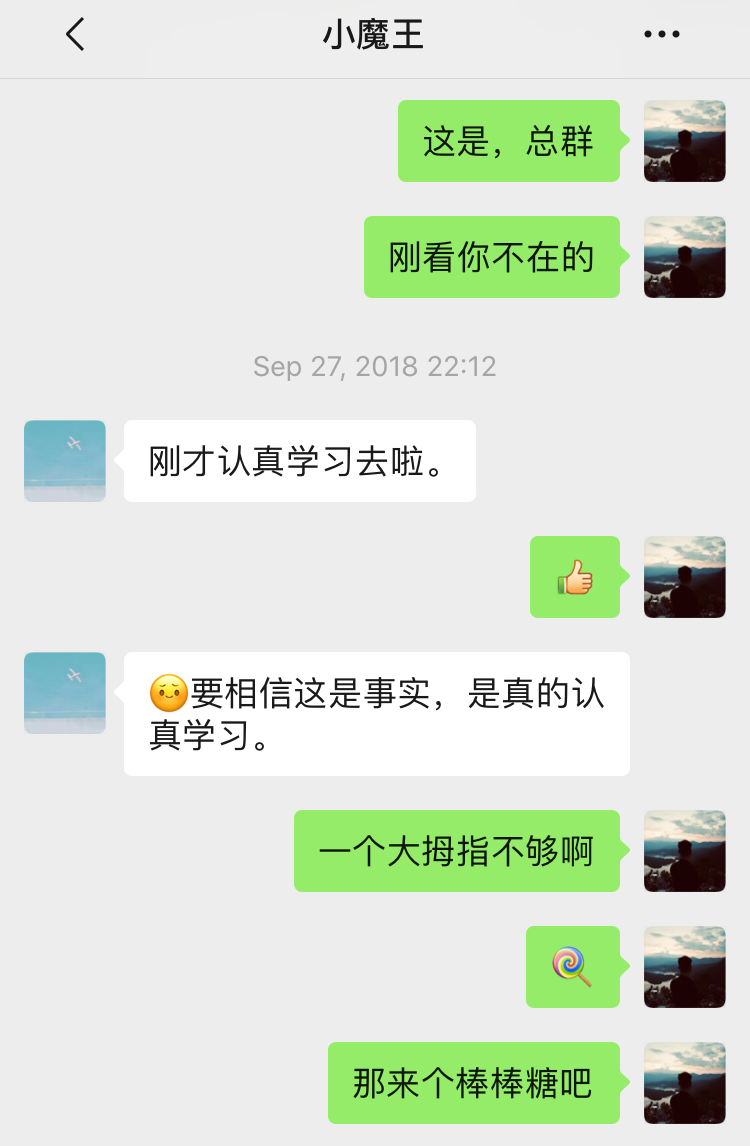 小魔王
这是，总群
刚看你不在的
Sep 27, 2018 22:12
刚才认真学习去啦。
👍
🥺要相信这是事实，是真的认
真学习。
一个大拇指不够啊
🍭
那来个棒棒糖吧